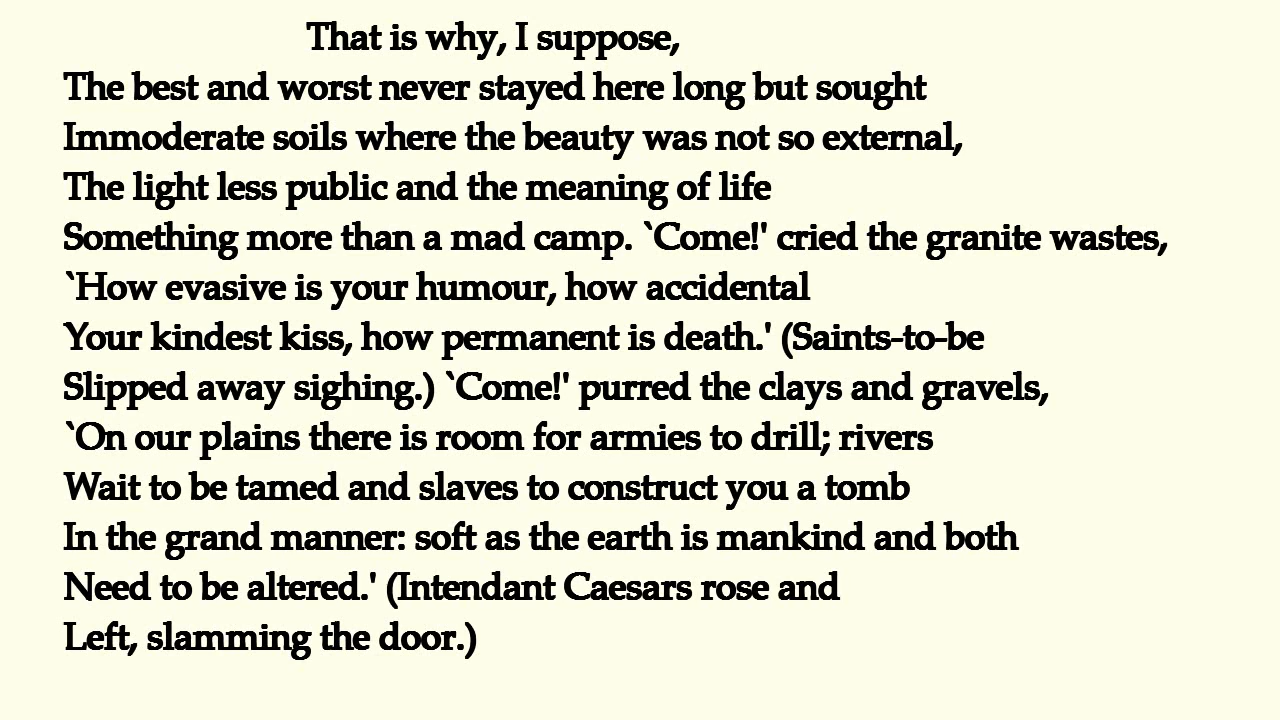 That is why, I suppose,
The best and worst never stayed here long but sought
Immoderate soils where the beauty was not so external,
The light less public and the meaning of life
Something more than a mad camp. `Come!' cried the granite wastes,
`How evasive is your humour, how accidental
Your kindest kiss, how permanent is death.' (Saints-to-be
Slipped away sighing.) `Come!' purred the clays and gravels,
`On our plains there is room for armies to drill; rivers
Wait to be tamed and slaves to construct you a tomb
In the grand manner: soft as the earth is mankind and both
Need to be altered.' (Intendant Caesars rose and
Left, slamming the door.)